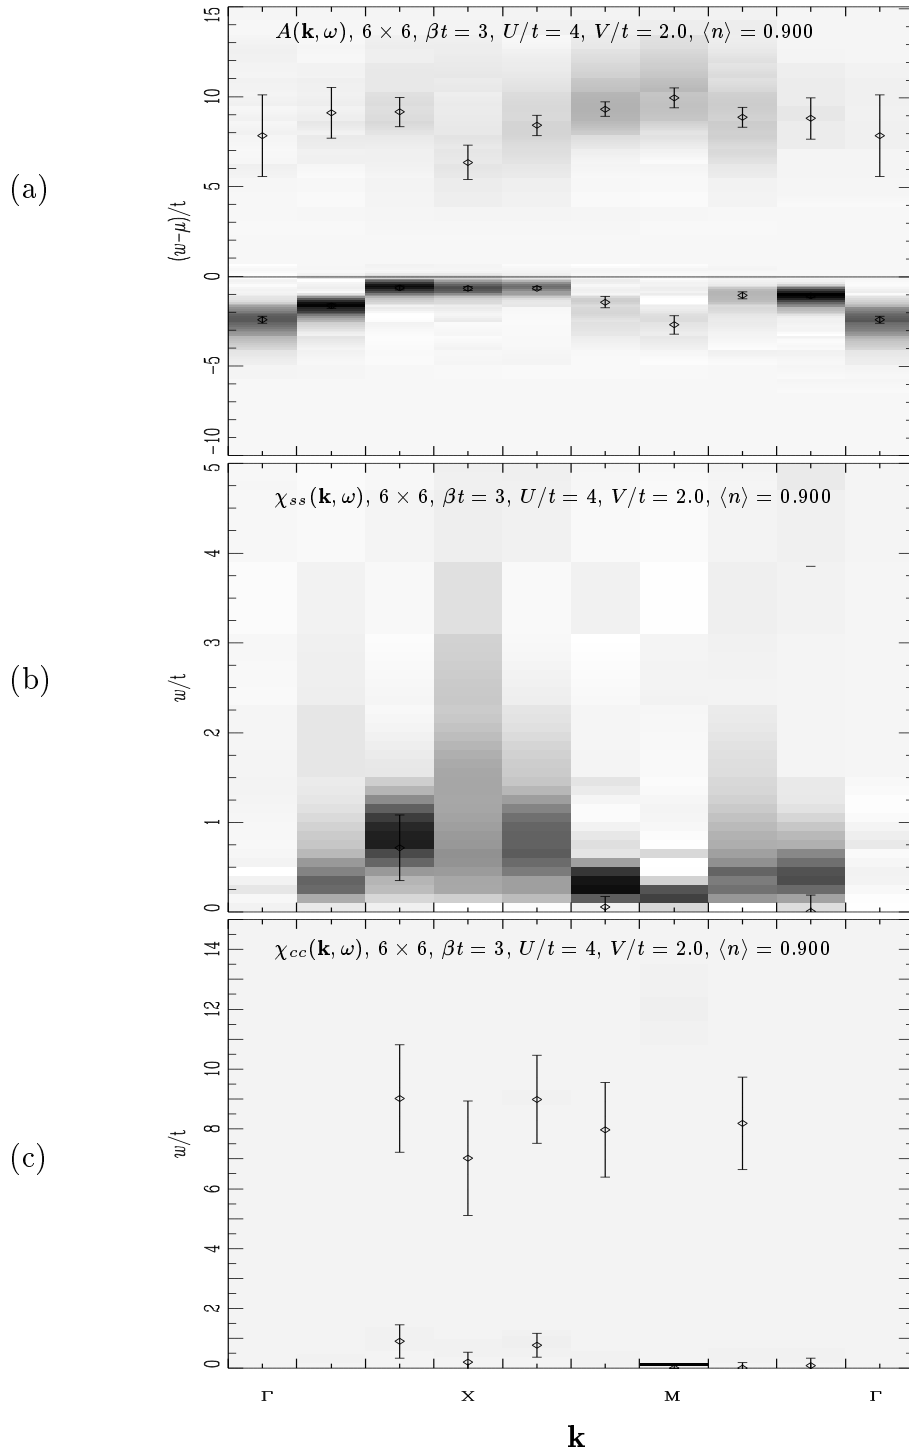 (a)
A(k, ω), 6 × 6, βt = 3, U/t = 4, V/t = 2.0, ⟨n⟩ = 0.900
(w−μ)/t
15
10
5
0
−5
−10
(b)
χss(k, ω), 6 × 6, βt = 3, U/t = 4, V/t = 2.0, ⟨n⟩ = 0.900
w/t
5
4
3
2
1
0
(c)
χcc(k, ω), 6 × 6, βt = 3, U/t = 4, V/t = 2.0, ⟨n⟩ = 0.900
w/t
14
12
10
8
6
4
2
0
Γ X M Γ
k